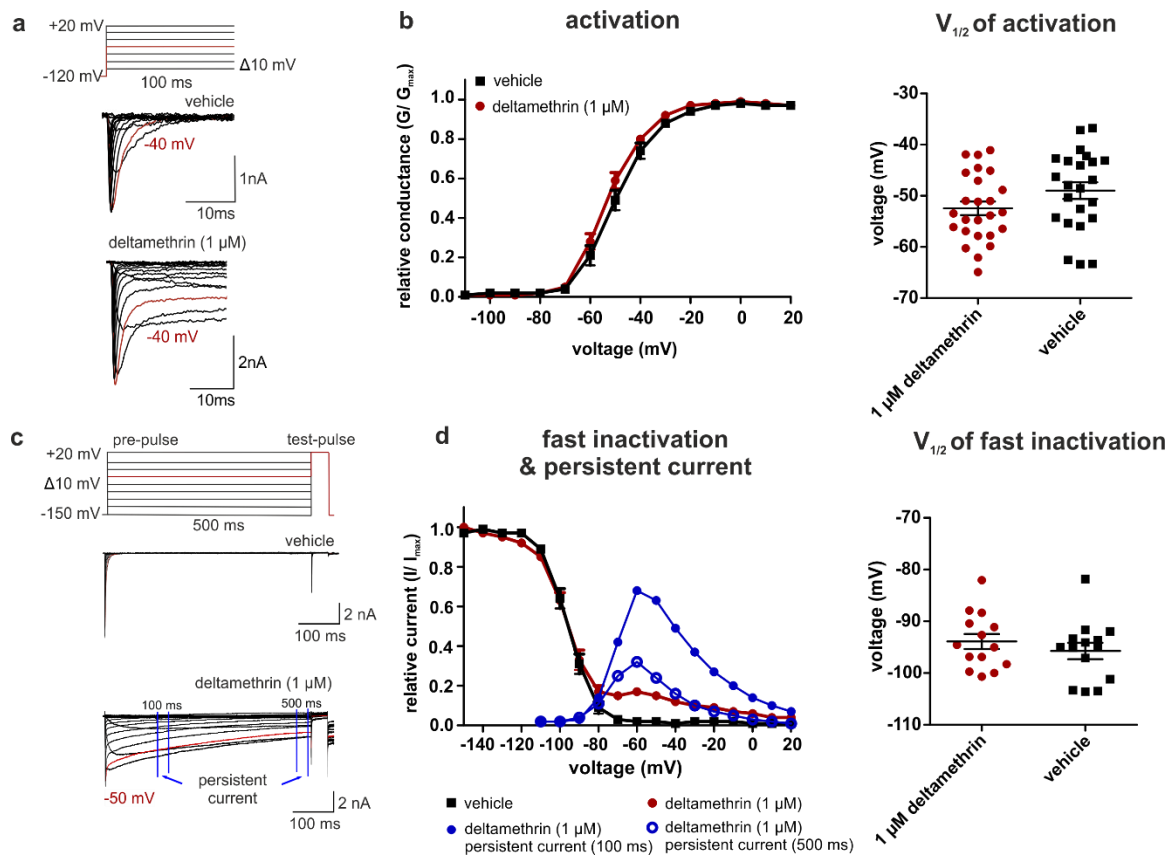 a
+20 mV
-120 mV
100 ms
Δ10 mV
vehicle
-40 mV
1nA
10ms
deltamethrin (1 µM)
-40 mV
2nA
10ms
b
activation
relative conductance (G/ Gmax)
1.0
0.8
0.6
0.4
0.2
0.0
vehicle
deltamethrin (1 µM)
-100 -80 -60 -40 -20 0 20
voltage (mV)
V1/2 of activation
voltage (mV)
-30
-40
-50
-60
-70
1 µM deltamethrin
vehicle
c
pre-pulse test-pulse
+20 mV
Δ10 mV
-150 mV
500 ms
vehicle
2 nA
100 ms
deltamethrin (1 µM)
100 ms 500 ms
persistent
current
-50 mV
2 nA
100 ms
d
fast inactivation
& persistent current
relative current (I/ Imax)
1.0
0.8
0.6
0.4
0.2
0.0
-140 -120 -100 -80 -60 -40 -20 0 20
voltage (mV)
vehicle
deltamethrin (1 µM)
deltamethrin (1 µM)
persistent current (100 ms)
deltamethrin (1 µM)
persistent current (500 ms)
V1/2 of fast inactivation
voltage (mV)
-70
-80
-90
-100
-110
1 µM deltamethrin
vehicle